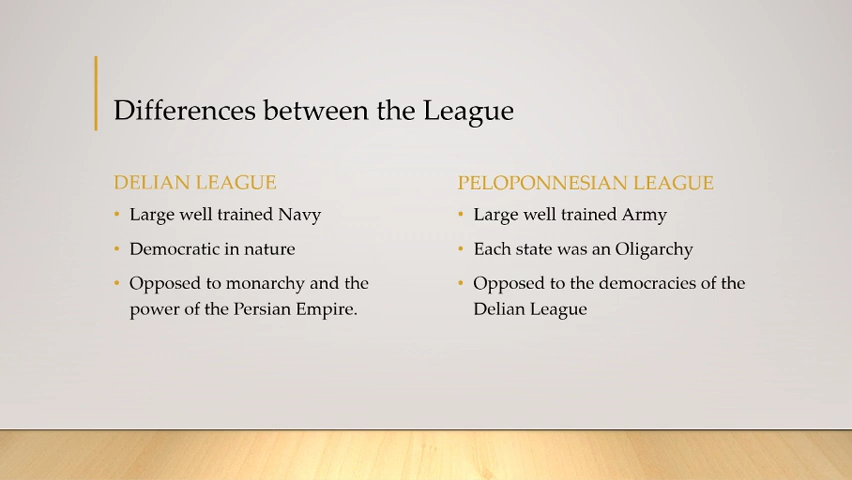 Differences between the League
DELIAN LEAGUE
• Large well trained Navy
• Democratic in nature
• Opposed to monarchy and the
power of the Persian Empire.
PELOPONNESIAN LEAGUE
• Large well trained Army
• Each state was an Oligarchy
• Opposed to the democracies of the
Delian League